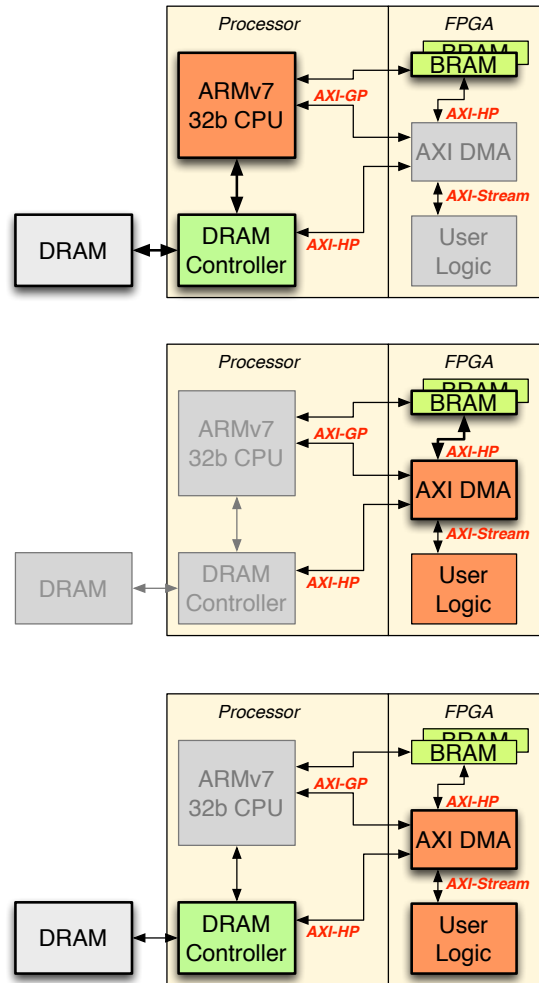 Processor
FPGA
BRAM
BRAM
ARMv7
32b CPU
AXI-GP
AXI-HP
AXI DMA
AXI-Stream
DRAM
DRAM
Controller
AXI-HP
User
Logic
Processor
FPGA
BRAM
BRAM
ARMv7
32b CPU
AXI-GP
AXI-HP
AXI DMA
AXI-Stream
DRAM
DRAM
Controller
AXI-HP
User
Logic
Processor
FPGA
BRAM
BRAM
ARMv7
32b CPU
AXI-GP
AXI-HP
AXI DMA
AXI-Stream
DRAM
DRAM
Controller
AXI-HP
User
Logic